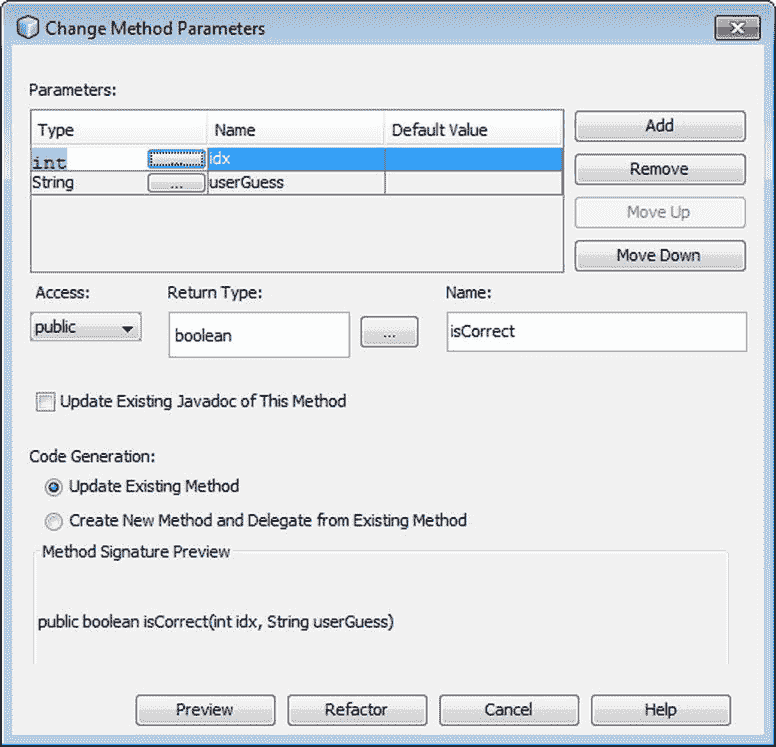 Change Method Parameters
Parameters:
Type Name Default Value
int ... idx
String ... userGuess
Add
Remove
Move Up
Move Down
Access: Return Type: Name:
public boolean ... isCorrect
Update Existing Javadoc of This Method
Code Generation:
Update Existing Method
Create New Method and Delegate from Existing Method
Method Signature Preview
public boolean isCorrect(int idx, String userGuess)
Preview Refactor Cancel Help